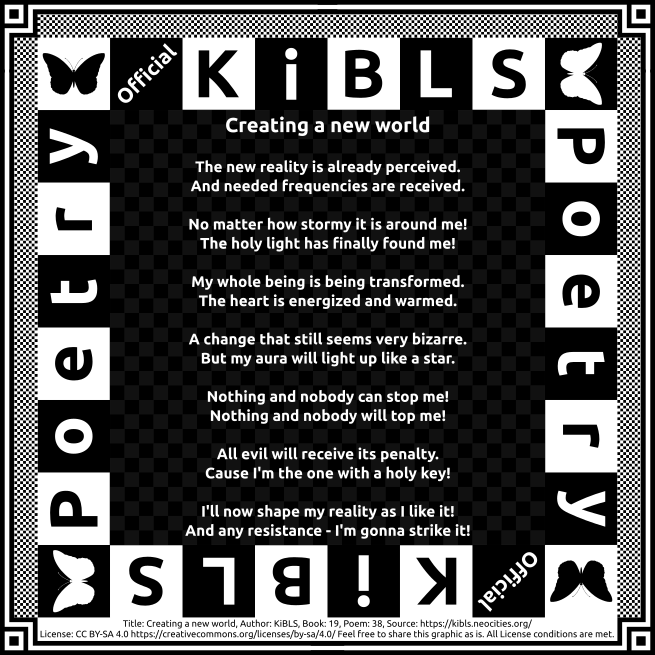 Official KiBLS
Poetry
Poetry
Creating a new world
The new reality is already perceived.
And needed frequencies are received.
No matter how stormy it is around me!
The holy light has finally found me!
My whole being is being transformed.
The heart is energized and warmed.
A change that still seems very bizarre.
But my aura will light up like a star.
Nothing and nobody can stop me!
Nothing and nobody will top me!
All evil will receive its penalty.
Cause I'm the one with a holy key!
I'll now shape my reality as I like it!
And any resistance - I'm gonna strike it!
Official KiBLS
Title: Creating a new world, Author: KiBLS, Book: 19, Poem: 38, Source: https://kibls.neocities.org/
License: CC BY-SA 4.0 https://creativecommons.org/licenses/by-sa/4.0/ Feel free to share this graphic as is. All License conditions are met.